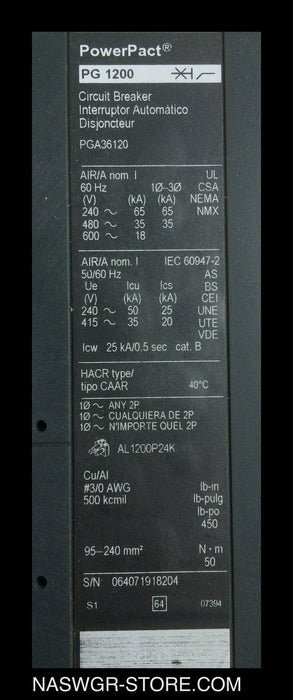 PowerPact®
PG 1200
Circuit Breaker
Interruptor Automático
Disjoncteur
PGA36120
AIR/A nom. I UL
60 Hz 1Ø-3Ø CSA
(V) (kA) (kA) NEMA
240 ~ 65 65 NMX
480 ~ 35 35
600 ~ 18
AIR/A nom. I IEC 60947-2
50/60 Hz AS
Ue Icu Ics BS
(V) (kA) (kA) CEI
240 ~ 50 25 UNE
415 ~ 35 20 UTE
VDE
Icw 25 kA/0.5 sec cat. B
HACR type/
tipo CAAR 40°C
1Ø ~ ANY 2P
1Ø ~ CUALQUIERA DE 2P
1Ø ~ N'IMPORTE QUEL 2P
AL1200P24K
Cu/Al lb-in
#3/0 AWG lb-pulg
500 kcmil lb-po
450
95-240 mm² N·m
50
S/N 064071918204
S1 64 07394
NASWGR-STORE.COM